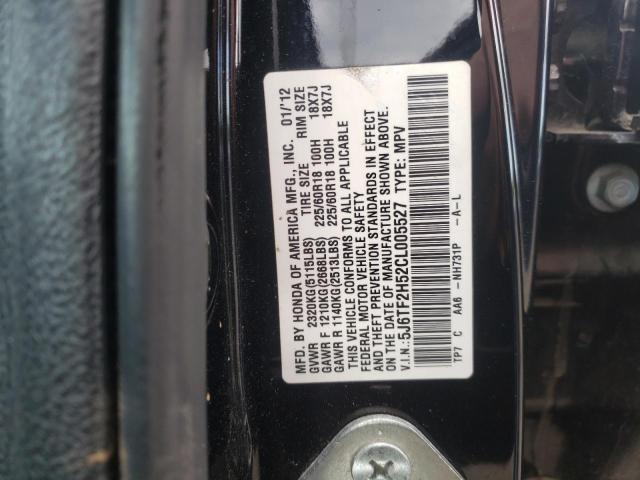 MFD. BY HONDA OF AMERICA MFG., INC. 01/'12
TIRE SIZE RIM SIZE
GVWR 2320KG(5115LBS)
GAWR F 1210KG(2668LBS) 225/60R18 100H 18X7J
GAWR R 1140KG(2513LBS) 225/60R18 100H 18X7J
THIS VEHICLE CONFORMS TO ALL APPLICABLE
FEDERAL MOTOR VEHICLE SAFETY
AND THEFT PREVENTION STANDARDS IN EFFECT
ON THE DATE OF MANUFACTURE SHOWN ABOVE.
V.I.N.: 5J6TF2H52CL005527 TYPE: MPV
TP7 C AA6 -NH731P -A-L